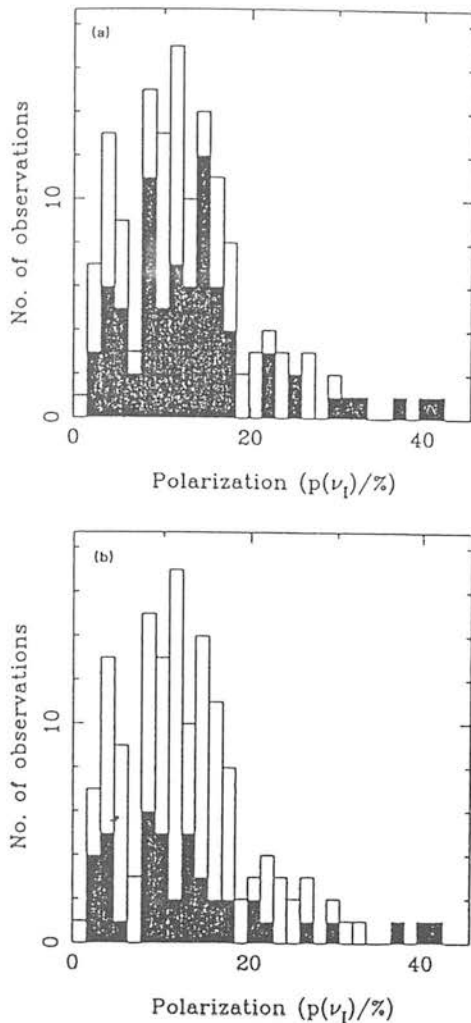 (a)
No. of observations
10
0
0
20
40
Polarization (p(ν_I)/%)
(b)
No. of observations
10
0
0
20
40
Polarization (p(ν_I)/%)